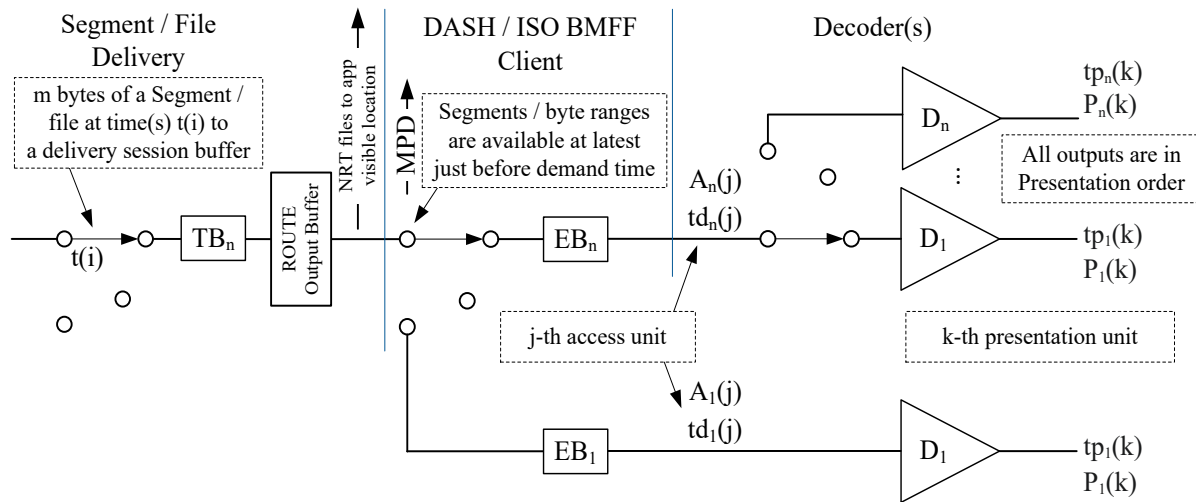 Segment / File
Delivery
m bytes of a Segment /
file at time(s) t(i) to
a delivery session buffer
t(i)
TBn
ROUTE
Output Buffer
NRT files to app
visible location
DASH / ISO BMFF
Client
MPD
Segments / byte ranges
are available at latest
just before demand time
EBn
An(j)
tdn(j)
j-th access unit
A1(j)
td1(j)
EB1
Decoder(s)
Dn
tpn(k)
Pn(k)
...
All outputs are in
Presentation order
D1
tp1(k)
P1(k)
k-th presentation unit
D1
tp1(k)
P1(k)